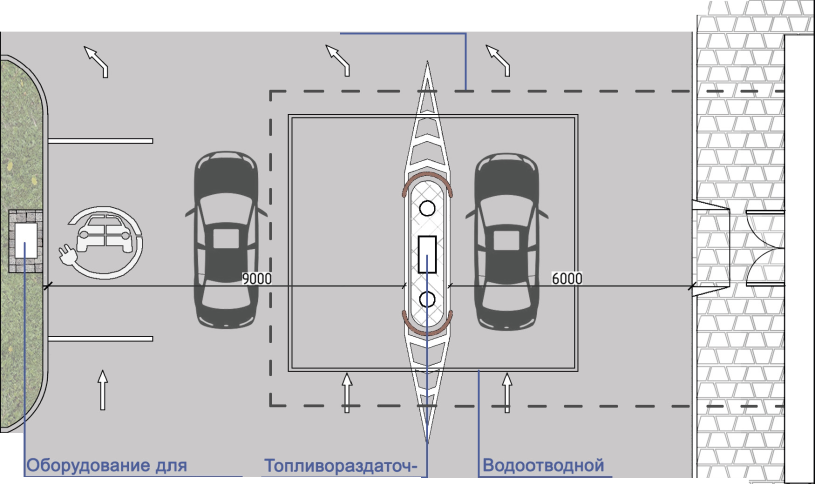 9000
6000
Оборудование для
Топливораздаточ-
Водоотводной